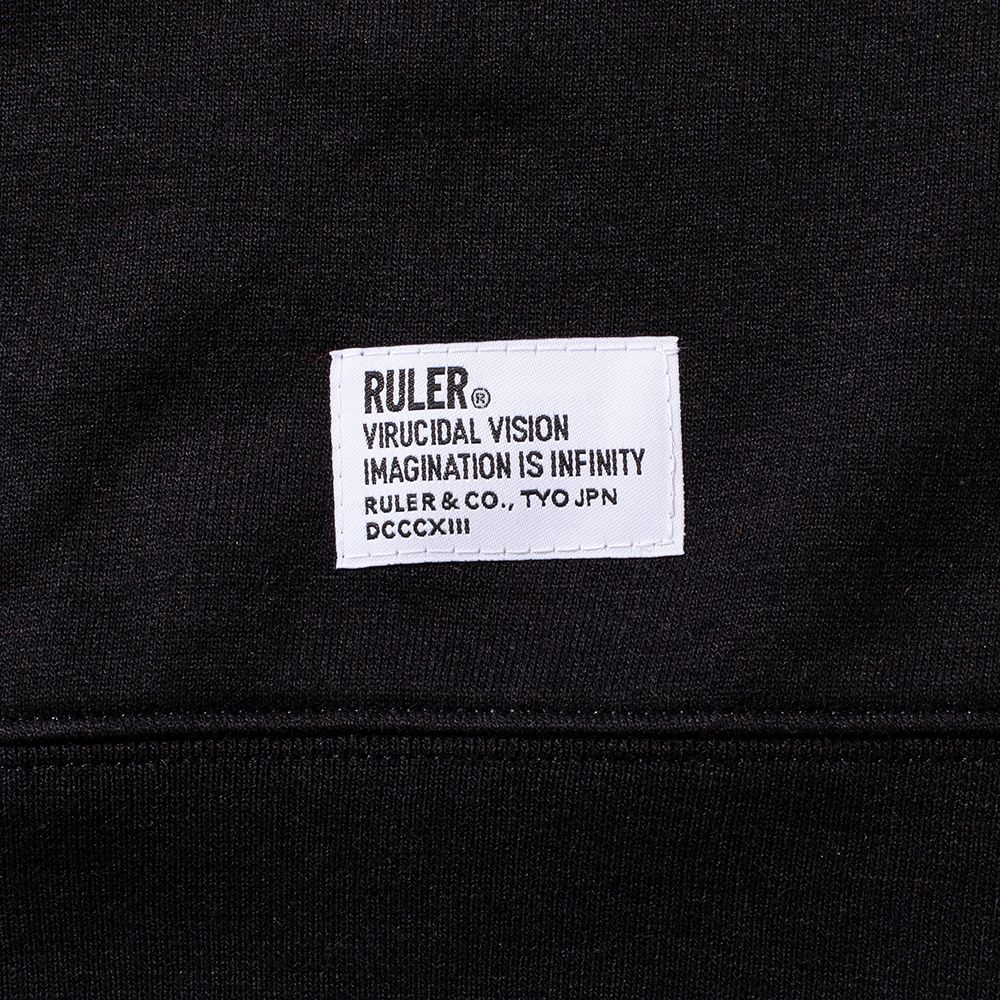 RULER®
VIRUCIDAL VISION
IMAGINATION IS INFINITY
RULER & CO., TYO JPN
DCCCXIII